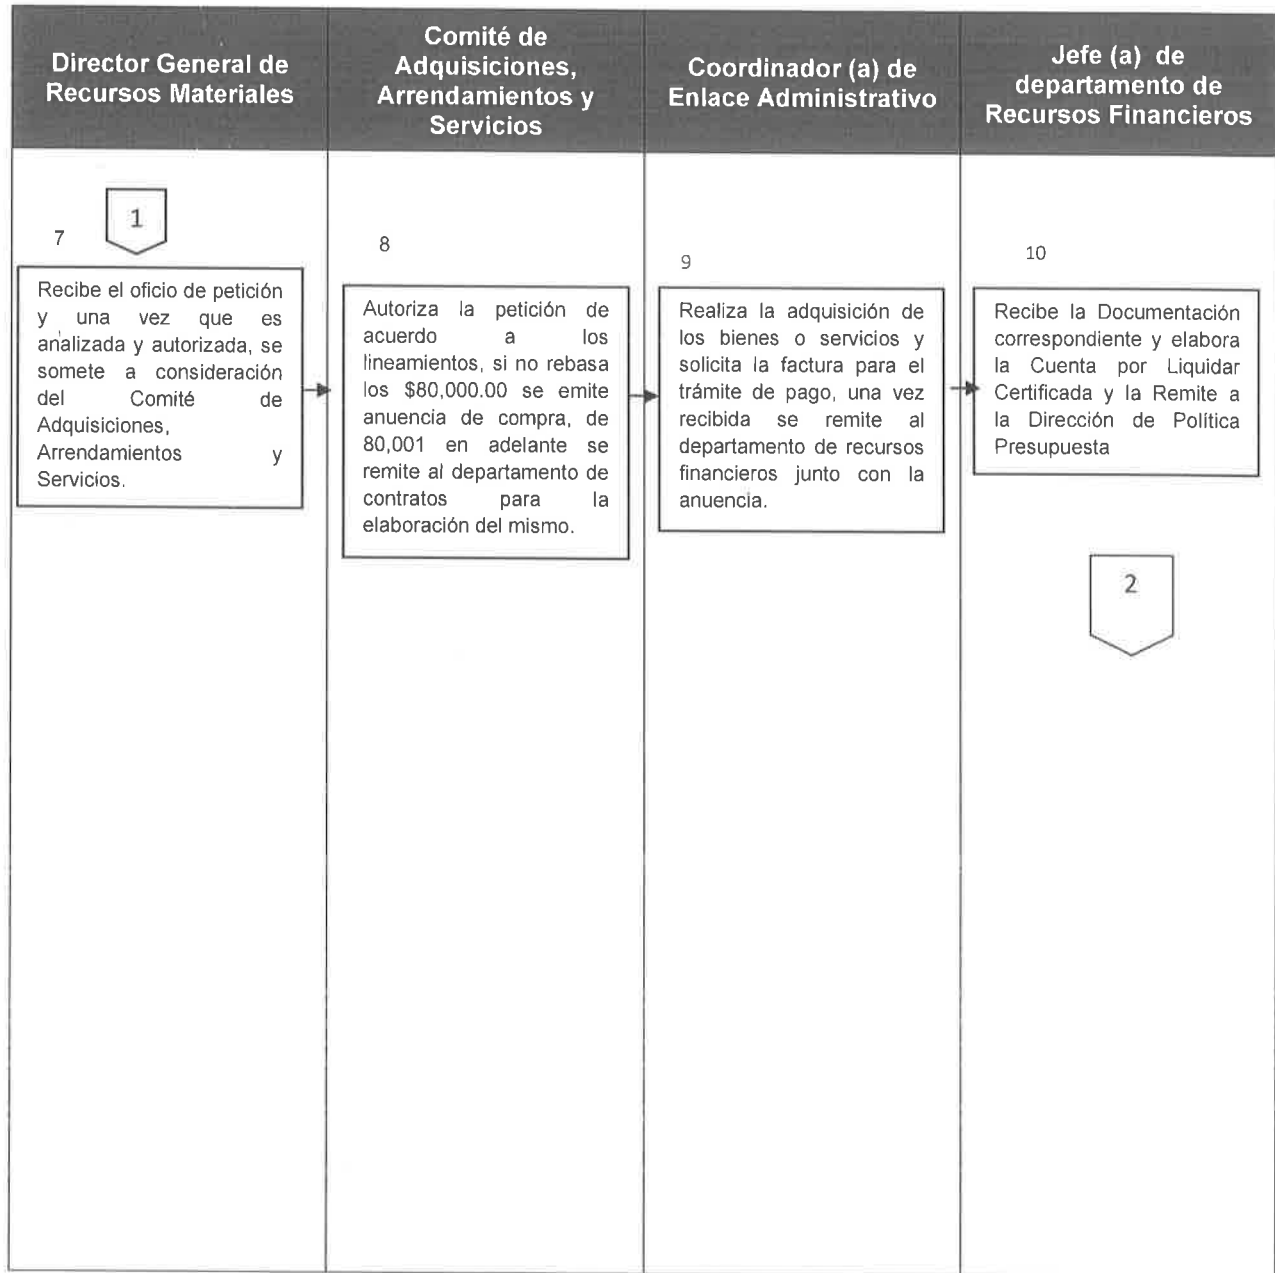 Director General de
Recursos Materiales
Comité de
Adquisiciones,
Arrendamientos y
Servicios
Coordinador (a) de
Enlace Administrativo
Jefe (a) de
departamento de
Recursos Financieros
1
7
Recibe el oficio de petición
y una vez que es
analizada y autorizada, se
somete a consideración
del Comité de
Adquisiciones,
Arrendamientos y
Servicios.
8
Autoriza la petición de
acuerdo a los
lineamientos, si no rebasa
los $80,000.00 se emite
anuencia de compra, de
80,001 en adelante se
remite al departamento de
contratos para la
elaboración del mismo.
9
Realiza la adquisición de
los bienes o servicios y
solicita la factura para el
trámite de pago, una vez
recibida se remite al
departamento de recursos
financieros junto con la
anuencia.
10
Recibe la Documentación
correspondiente y elabora
la Cuenta por Liquidar
Certificada y la Remite a
la Dirección de Política
Presupuesta
2